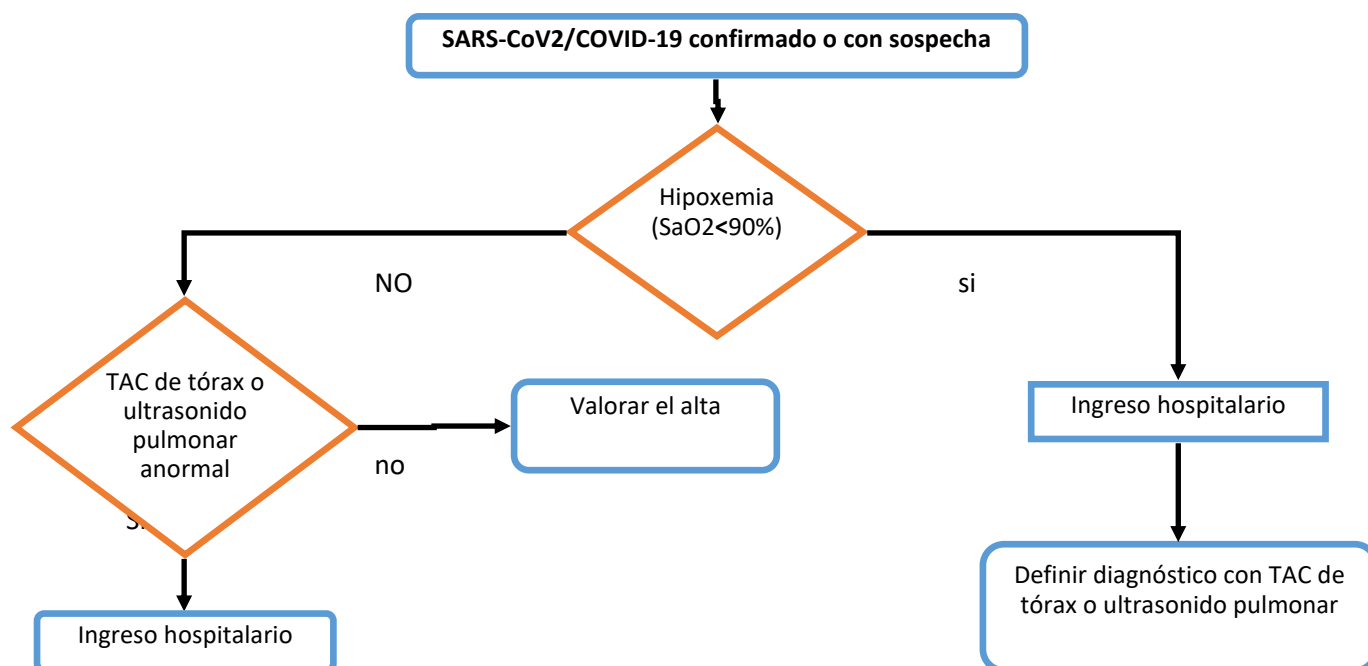 SARS-CoV2/COVID-19 confirmado o con sospecha
Hipoxemia
(SaO2<90%)
NO
si
TAC de tórax o
ultrasonido
pulmonar
anormal
no
Valorar el alta
Ingreso hospitalario
Definir diagnóstico con TAC de
tórax o ultrasonido pulmonar
Ingreso hospitalario